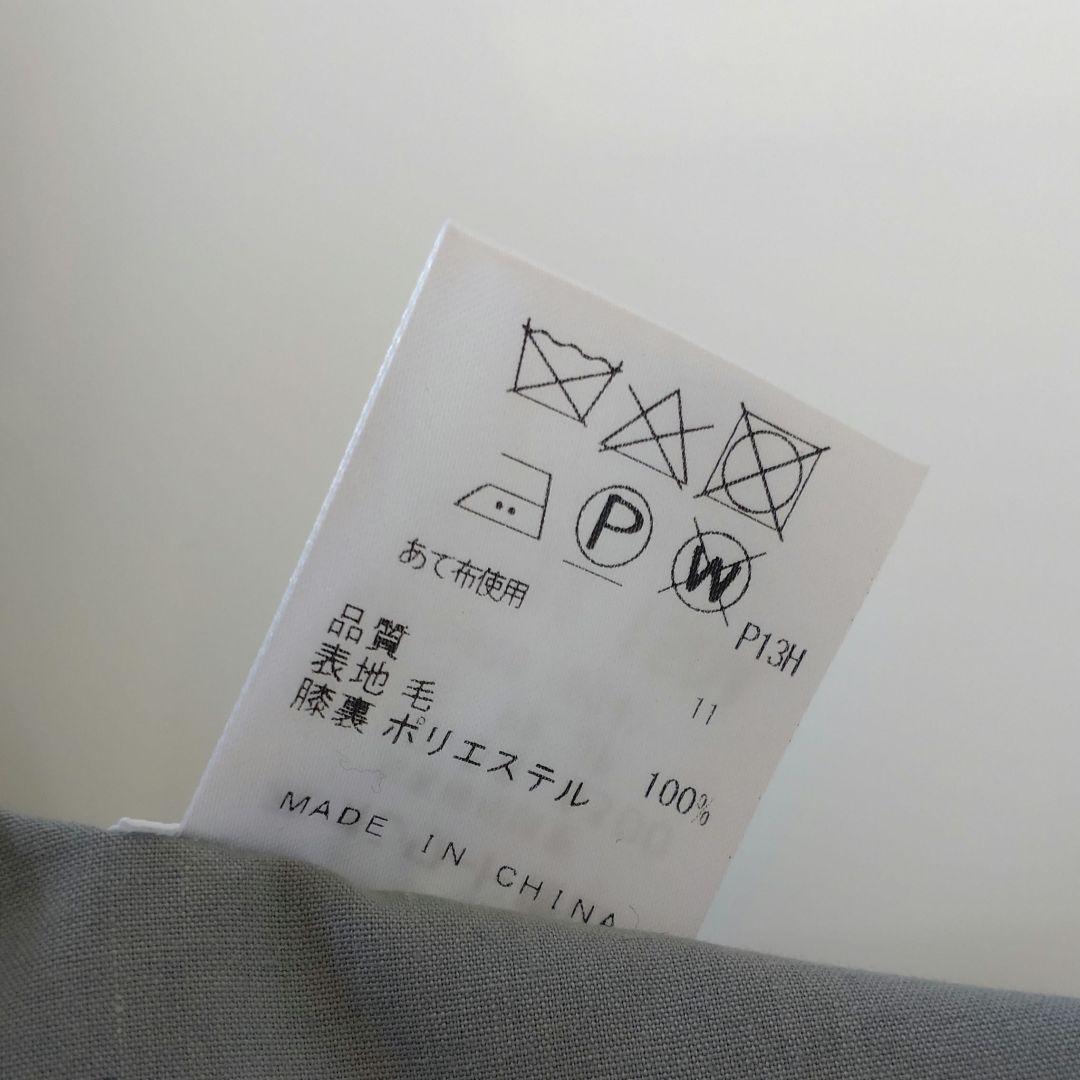 P
W
あて布使用
P13H
品質
表地 毛 11
膝裏 ポリエステル 100%
MADE IN CHINA